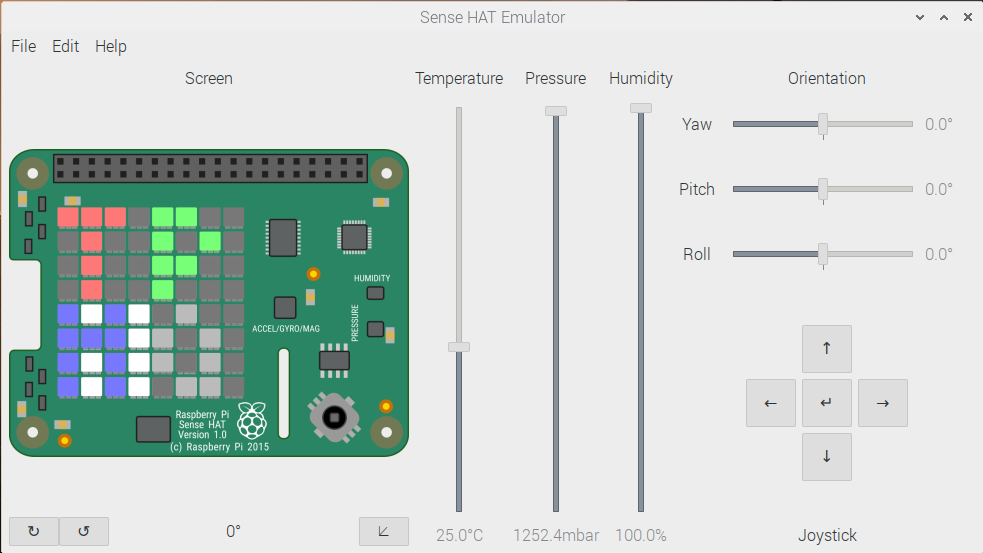 Sense HAT Emulator
File Edit Help
Screen
Temperature
Pressure
Humidity
Orientation
Yaw
0.0°
Pitch
0.0°
Roll
0.0°
HUMIDITY
PRESSURE
ACCEL/GYRO/MAG
Raspberry Pi
Sense HAT
Version 1.0
(c) Raspberry Pi 2015
↑
← ↵ →
↓
↻ ↺
0°
25.0°C
1252.4mbar
100.0%
Joystick